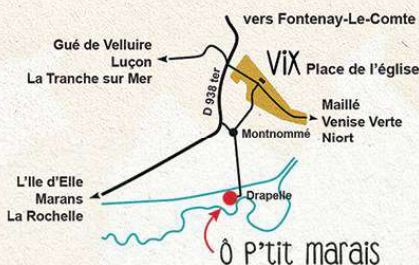 vers Fontenay-Le-Comte
Gué de Velluire
Luçon
La Tranche sur Mer
ViX Place de l'église
D 938 ter
Maillé
Venise Verte
Niort
Montnommé
L'Ile d'Elle
Marans
La Rochelle
Drapelle
Ô P'tit marais